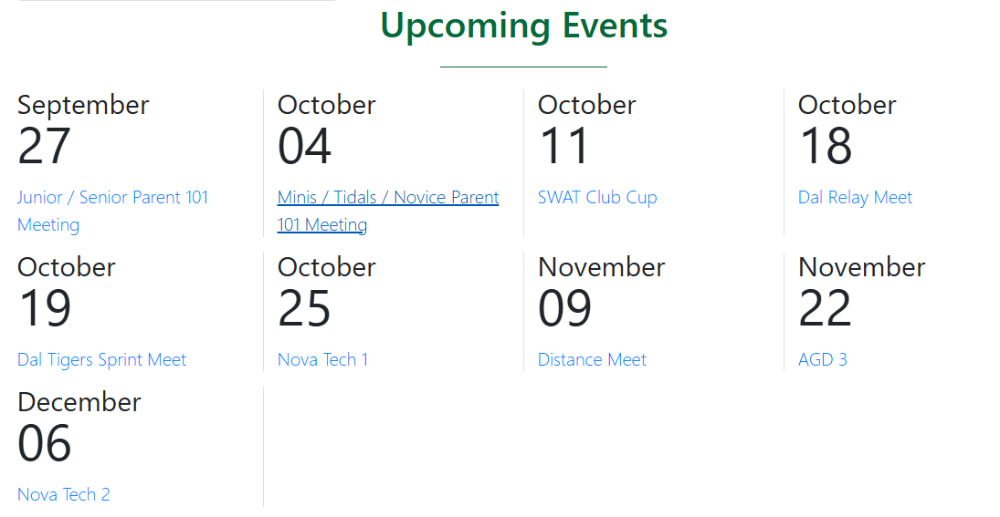 Upcoming Events
September
27
Junior / Senior Parent 101
Meeting
October
04
Minis / Tidals / Novice Parent
101 Meeting
October
11
SWAT Club Cup
October
18
Dal Relay Meet
October
19
Dal Tigers Sprint Meet
October
25
Nova Tech 1
November
09
Distance Meet
November
22
AGD 3
December
06
Nova Tech 2